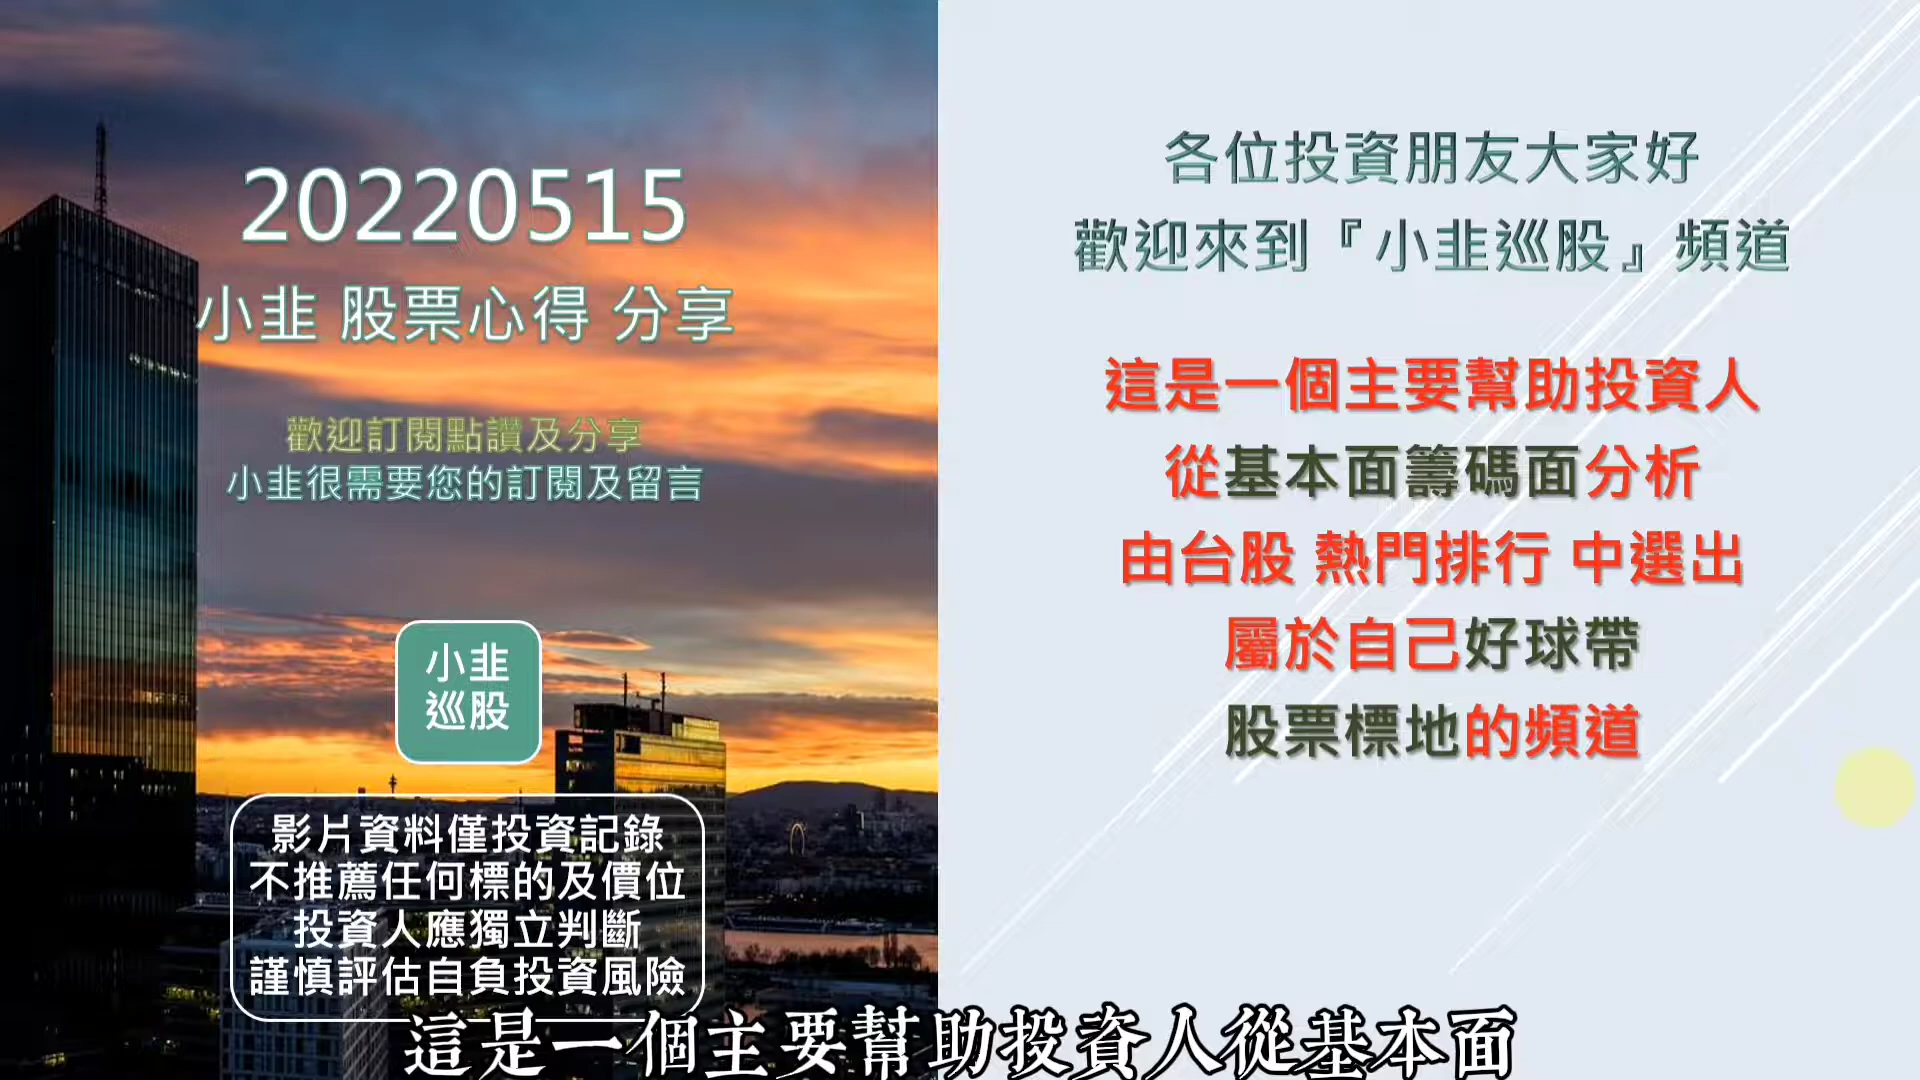 20220515
小韭 股票心得 分享
歡迎訂閱點讚及分享
小韭很需要您的訂閱及留言
小韭
巡股
影片資料僅投資記錄
不推薦任何標的及價位
投資人應獨立判斷
謹慎評估自負投資風險
各位投資朋友大家好
歡迎來到『小韭巡股』頻道
這是一個主要幫助投資人
從基本面籌碼面分析
由台股 熱門排行 中選出
屬於自己好球帶
股票標地的頻道
這是一個主要幫助投資人從基本面